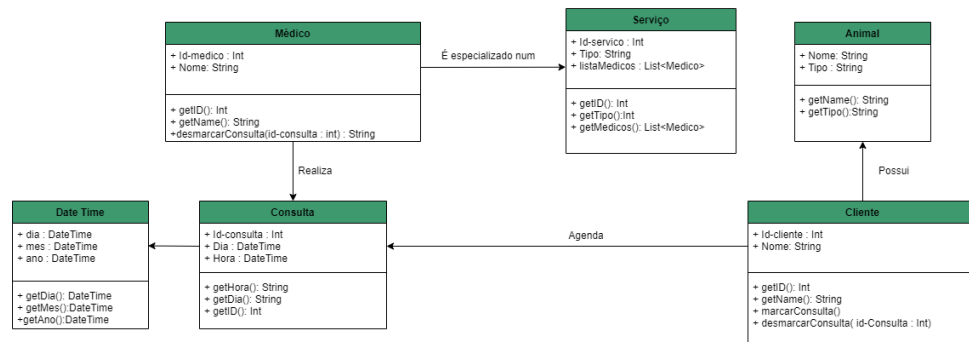 Médico
+ Id-medico : Int
+ Nome: String
+ getID(): Int
+ getName(): String
+desmarcarConsulta(id-consulta : int) : String
É especializado num
Serviço
+ Id-servico : Int
+ Tipo: String
+ listaMedicos : List<Medico>
+ getID(): Int
+ getTipo():Int
+ getMedicos(): List<Medico>
Animal
+ Nome: String
+ Tipo : String
+ getName(): String
+ getTipo():String
Realiza
Possui
Date Time
+ dia : DateTime
+ mes : DateTime
+ ano : DateTime
+ getDia(): DateTime
+ getMes():DateTime
+getAno():DateTime
Consulta
+ Id-consulta : Int
+ Dia : DateTime
+ Hora : DateTime
+ getHora(): String
+ getDia(): String
+ getID(): Int
Agenda
Cliente
+ Id-cliente : Int
+ Nome: String
+ getID(): Int
+ getName(): String
+ marcarConsulta()
+ desmarcarConsulta( id-Consulta : Int)